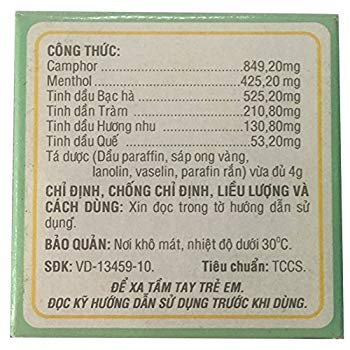 CÔNG THỨC:
Camphor ........................ 849,20mg
Menthol ........................ 425,20 mg
Tinh dầu Bạc hà ............... 525,20mg
Tinh dần Tràm ................. 210,80mg
Tinh dầu Hương nhu ......... 130,80mg
Tinh dầu Quế .................. 53,20mg
Tá dược (Dầu paraffin, sáp ong vàng,
lanolin, vaselin, parafin rắn) vừa đủ 4g
CHỈ ĐỊNH, CHỐNG CHỈ ĐỊNH, LIỀU LƯỢNG VÀ
CÁCH DÙNG: Xin đọc trong tờ hướng dẫn sử
dụng.
BẢO QUẢN: Nơi khô mát, nhiệt độ dưới 30°C.
SĐK: VD-13459-10. Tiêu chuẩn: TCCS.
ĐỂ XA TẦM TAY TRẺ EM.
ĐỌC KỸ HƯỚNG DẪN SỬ DỤNG TRƯỚC KHI DÙNG.